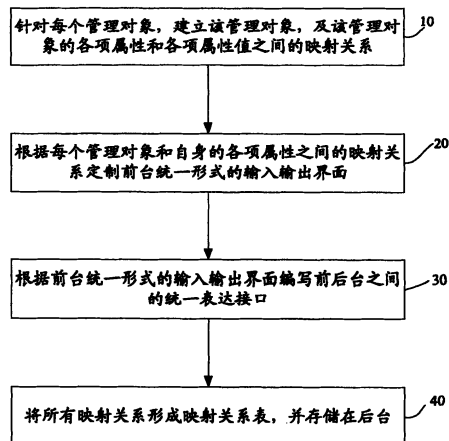 针对每个管理对象，建立该管理对象，及该管理对
象的各项属性和各项属性值之间的映射关系
10
根据每个管理对象和自身的各项属性之间的映射关
系定制前台统一形式的输入输出界面
20
根据前台统一形式的输入输出界面编写前后台之间
的统一表达接口
30
将所有映射关系形成映射关系表，并存储在后台
40